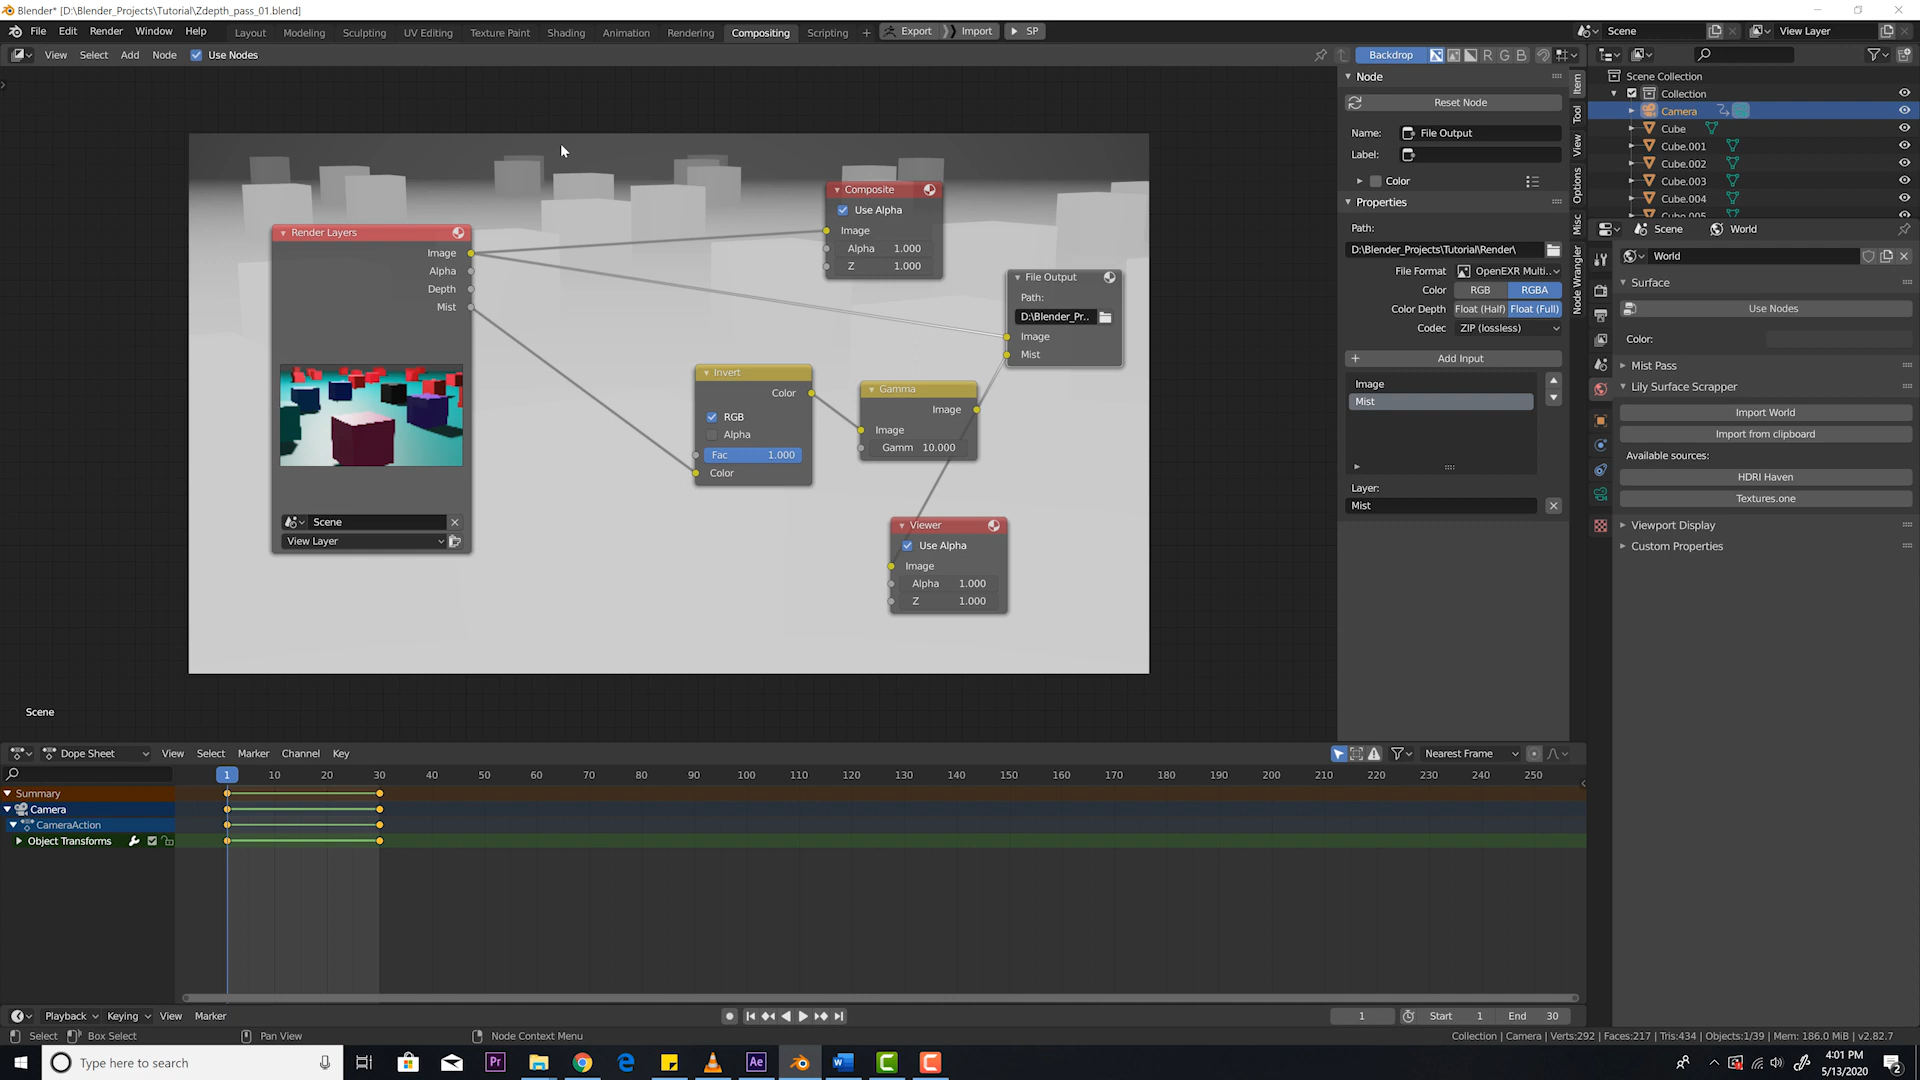 Blender* [D:\Blender_Projects\Tutorial\Zdepth_pass_01.blend]
File Edit Render Window Help Layout Modeling Sculpting UV Editing Texture Paint Shading Animation Rendering Compositing Scripting + Export Import SP Scene View Layer
View Select Add Node Use Nodes Backdrop R G B
Node
Reset Node
Name: File Output
Label:
Color
Properties
Path:
D:\Blender_Projects\Tutorial\Render\
File Format OpenEXR Multi..
Color RGB RGBA
Color Depth Float (Half) Float (Full)
Codec ZIP (lossless)
Add Input
Image
Mist
Layer:
Mist
Item
Tool
View
Options
Misc
Node Wrangler
Scene Collection
Collection
Camera
Cube
Cube.001
Cube.002
Cube.003
Cube.004
Cube.005
Scene World
World
Surface
Use Nodes
Color:
Mist Pass
Lily Surface Scrapper
Import World
Import from clipboard
Available sources:
HDRI Haven
Textures.one
Viewport Display
Custom Properties
Render Layers
Image
Alpha
Depth
Mist
Scene
View Layer
Composite
Use Alpha
Image
Alpha 1.000
Z 1.000
File Output
Path:
D:\Blender_Pr..
Image
Mist
Invert
Color
RGB
Alpha
Fac 1.000
Color
Gamma
Image
Image
Gamm 10.000
Viewer
Use Alpha
Image
Alpha 1.000
Z 1.000
Scene
Dope Sheet View Select Marker Channel Key Nearest Frame
1 10 20 30 40 50 60 70 80 90 100 110 120 130 140 150 160 170 180 190 200 210 220 230 240 250
Summary
Camera
CameraAction
Object Transforms
Playback Keying View Marker 1 Start 1 End 30
Select Box Select Pan View Node Context Menu Collection | Camera | Verts:292 | Faces:217 | Tris:434 | Objects:1/39 | Mem: 186.0 MiB | v2.82.7
Type here to search
Pr
Ae
4:01 PM
5/13/2020
2